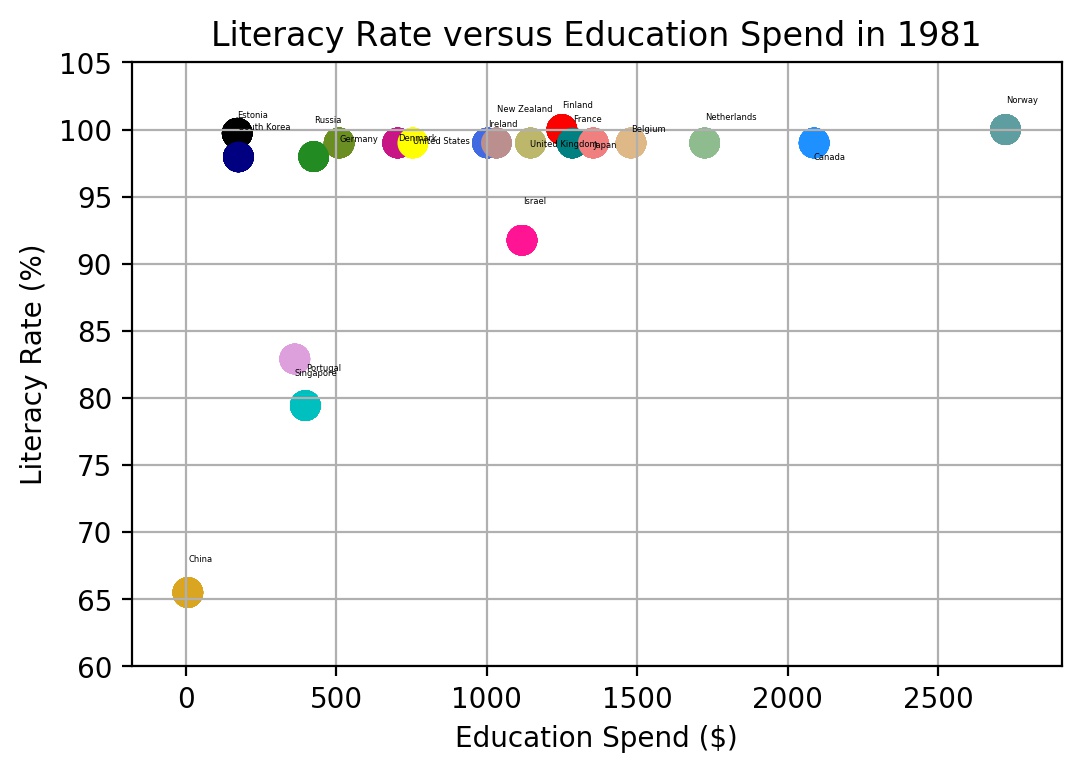 Literacy Rate versus Education Spend in 1981
105
100
95
90
85
80
75
70
65
60
Literacy Rate (%)
Norway
Finland
New Zealand
Netherlands
Estonia
France
Russia
Ireland
South Korea
Belgium
Denmark
Germany
United States
United Kingdom
Japan
Canada
Israel
Portugal
Singapore
China
0
500
1000
1500
2000
2500
Education Spend ($)